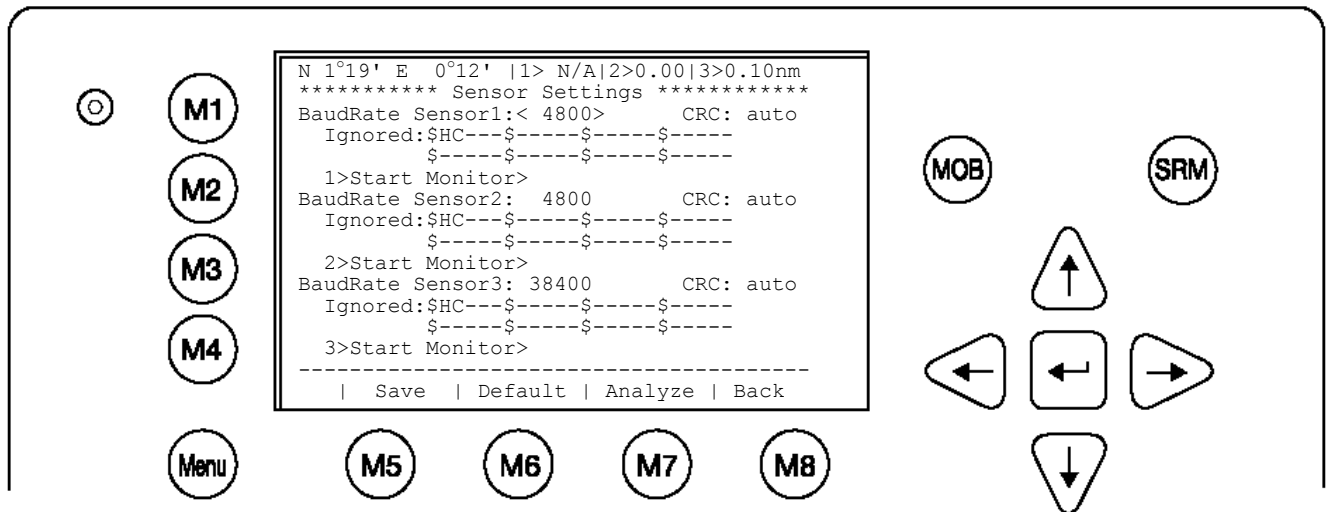 N 1°19' E  0°12' |1> N/A|2>0.00|3>0.10nm
*********** Sensor Settings ************
BaudRate Sensor1:< 4800>      CRC: auto
  Ignored:$HC---$-----$-----$-----
          $-----$-----$-----$-----
  1>Start Monitor>
BaudRate Sensor2:  4800       CRC: auto
  Ignored:$HC---$-----$-----$-----
          $-----$-----$-----$-----
  2>Start Monitor>
BaudRate Sensor3: 38400       CRC: auto
  Ignored:$HC---$-----$-----$-----
          $-----$-----$-----$-----
  3>Start Monitor>
----------------------------------------
   |  Save  | Default | Analyze | Back
M1
M2
M3
M4
Menu
M5
M6
M7
M8
MOB
SRM